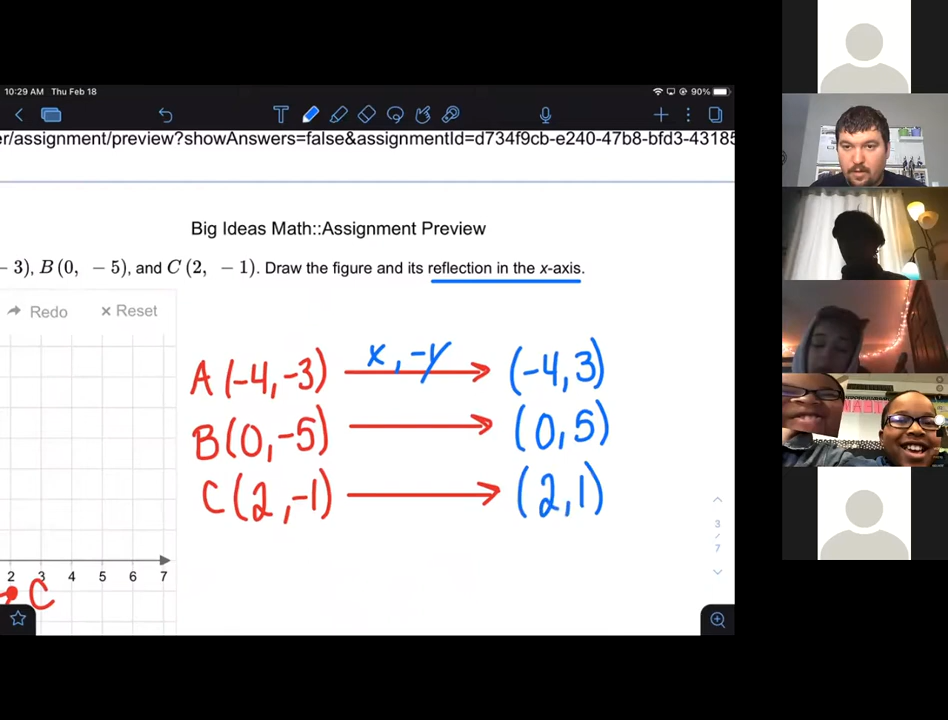 10:29 AM Thu Feb 18 90%
er/assignment/preview?showAnswers=false&assignmentId=d734f9cb-e240-47b8-bfd3-43185
Big Ideas Math::Assignment Preview
− 3), B (0, − 5), and C (2, − 1). Draw the figure and its reflection in the x-axis.
Redo × Reset
x, -y
A (-4, -3) (-4, 3)
B (0, -5) (0, 5)
C (2, -1) (2, 1)
3
/
7
2 3 4 5 6 7
C